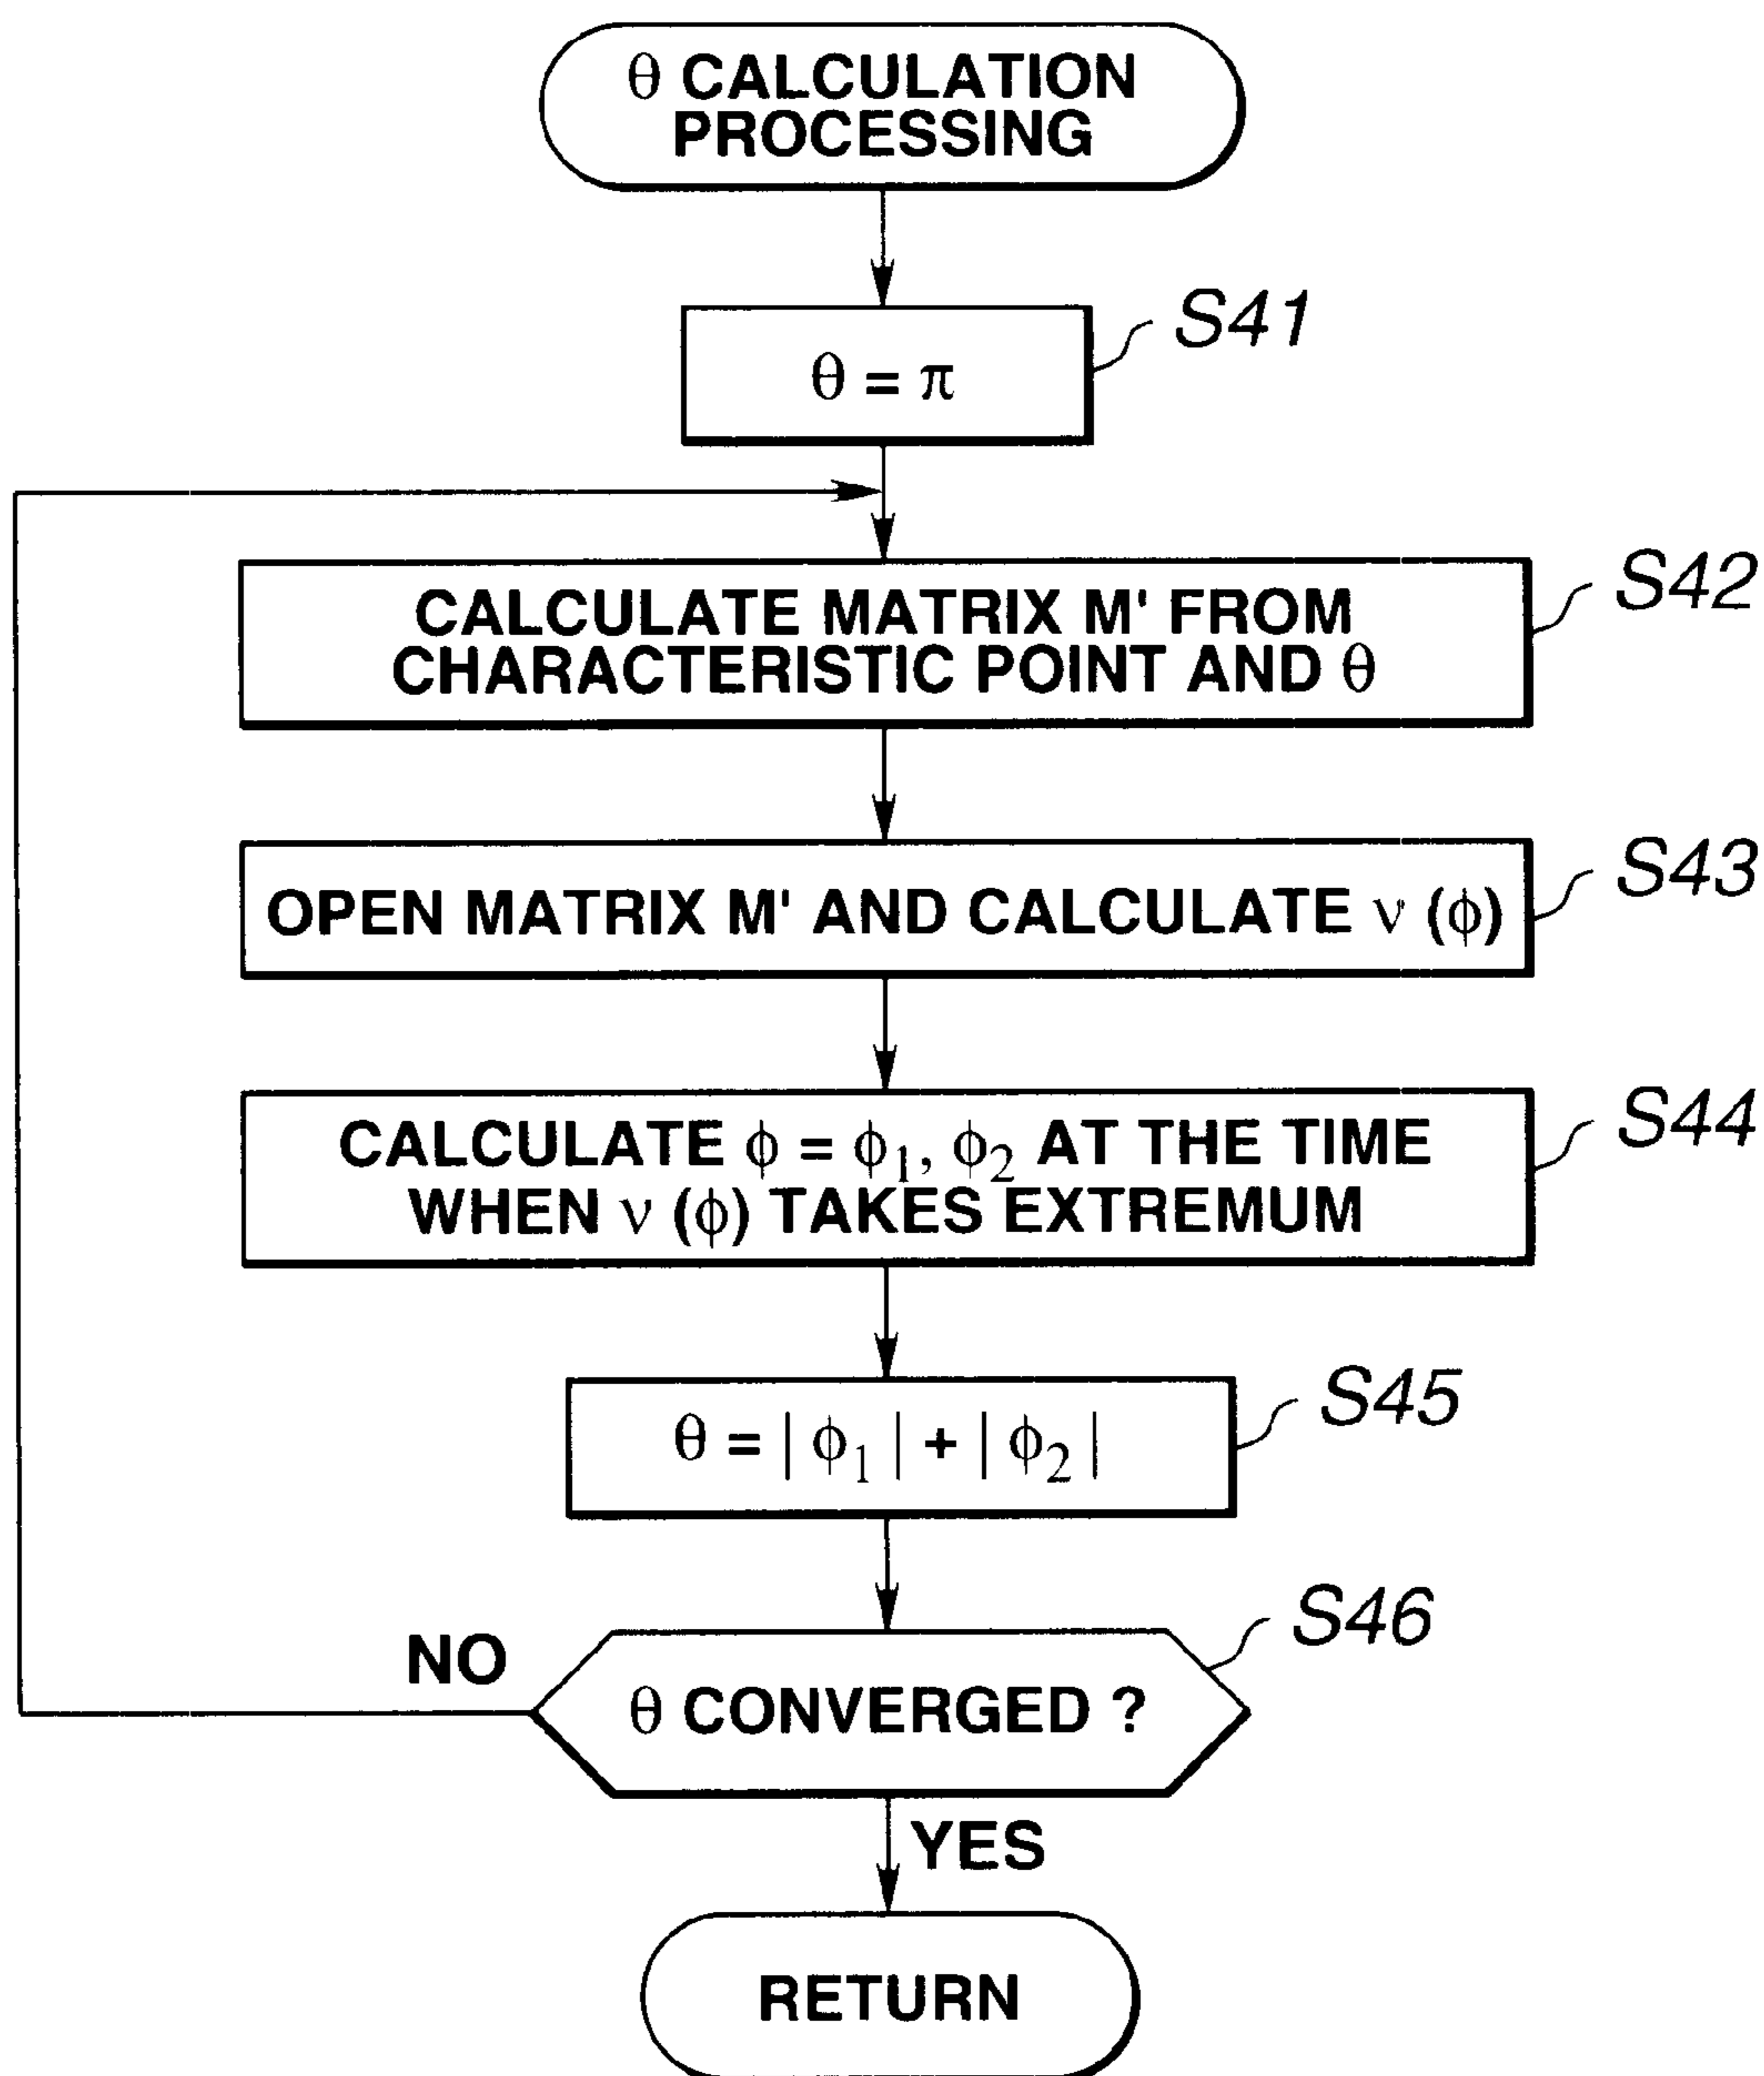 θ CALCULATION
PROCESSING
S41
θ = π
S42
CALCULATE MATRIX M' FROM
CHARACTERISTIC POINT AND θ
S43
OPEN MATRIX M' AND CALCULATE ν (ϕ)
S44
CALCULATE ϕ = ϕ₁, ϕ₂ AT THE TIME
WHEN ν (ϕ) TAKES EXTREMUM
S45
θ = | ϕ₁ | + | ϕ₂ |
S46
NO
θ CONVERGED ?
YES
RETURN